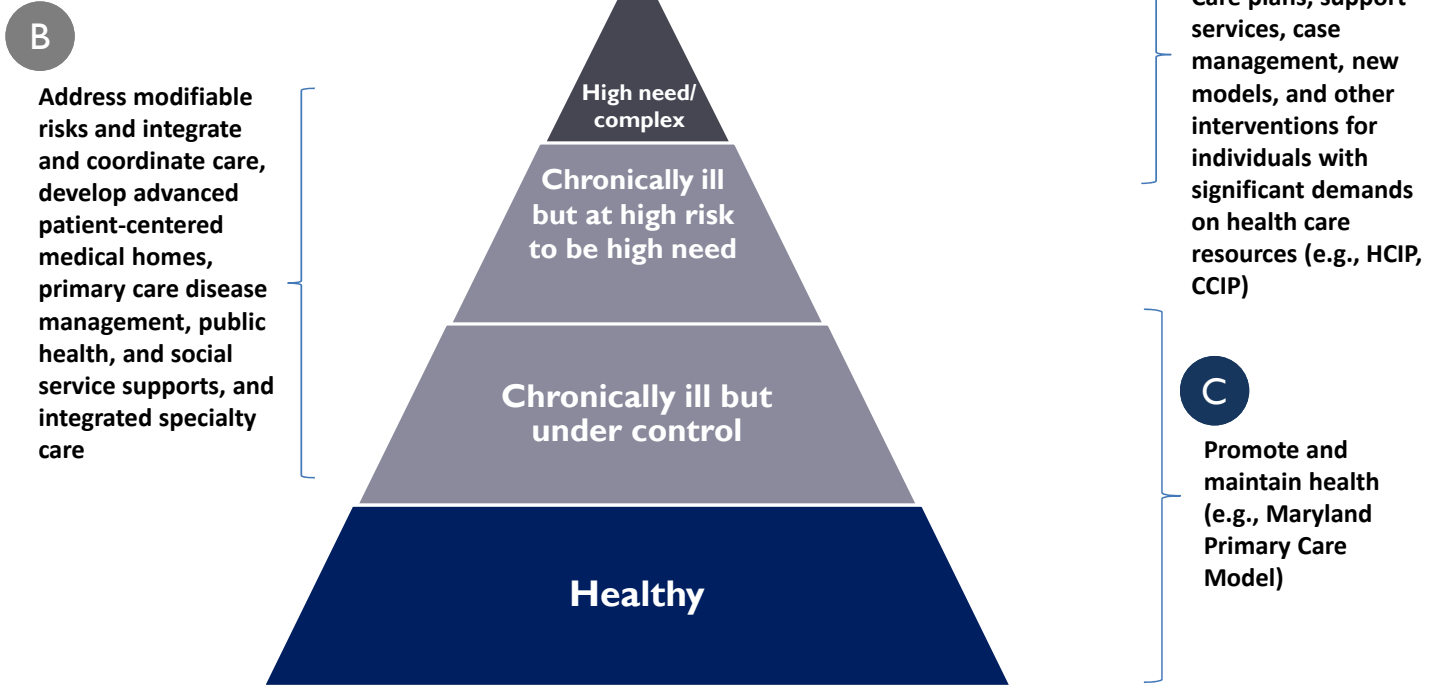 B
Address modifiable
risks and integrate
and coordinate care,
develop advanced
patient-centered
medical homes,
primary care disease
management, public
health, and social
service supports, and
integrated specialty
care
High need/
complex
Chronically ill
but at high risk
to be high need
Chronically ill but
under control
Healthy
Care plans, support
services, case
management, new
models, and other
interventions for
individuals with
significant demands
on health care
resources (e.g., HCIP,
CCIP)
C
Promote and
maintain health
(e.g., Maryland
Primary Care
Model)